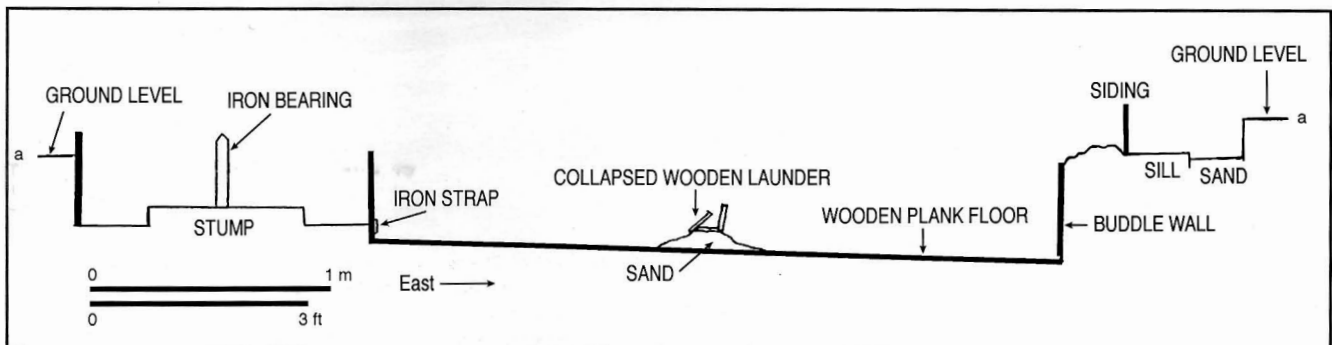 GROUND LEVEL
IRON BEARING
a
STUMP
IRON STRAP
0 1 m
0 3 ft
East
COLLAPSED WOODEN LAUNDER
SAND
WOODEN PLANK FLOOR
GROUND LEVEL
SIDING
a
SILL
SAND
BUDDLE WALL